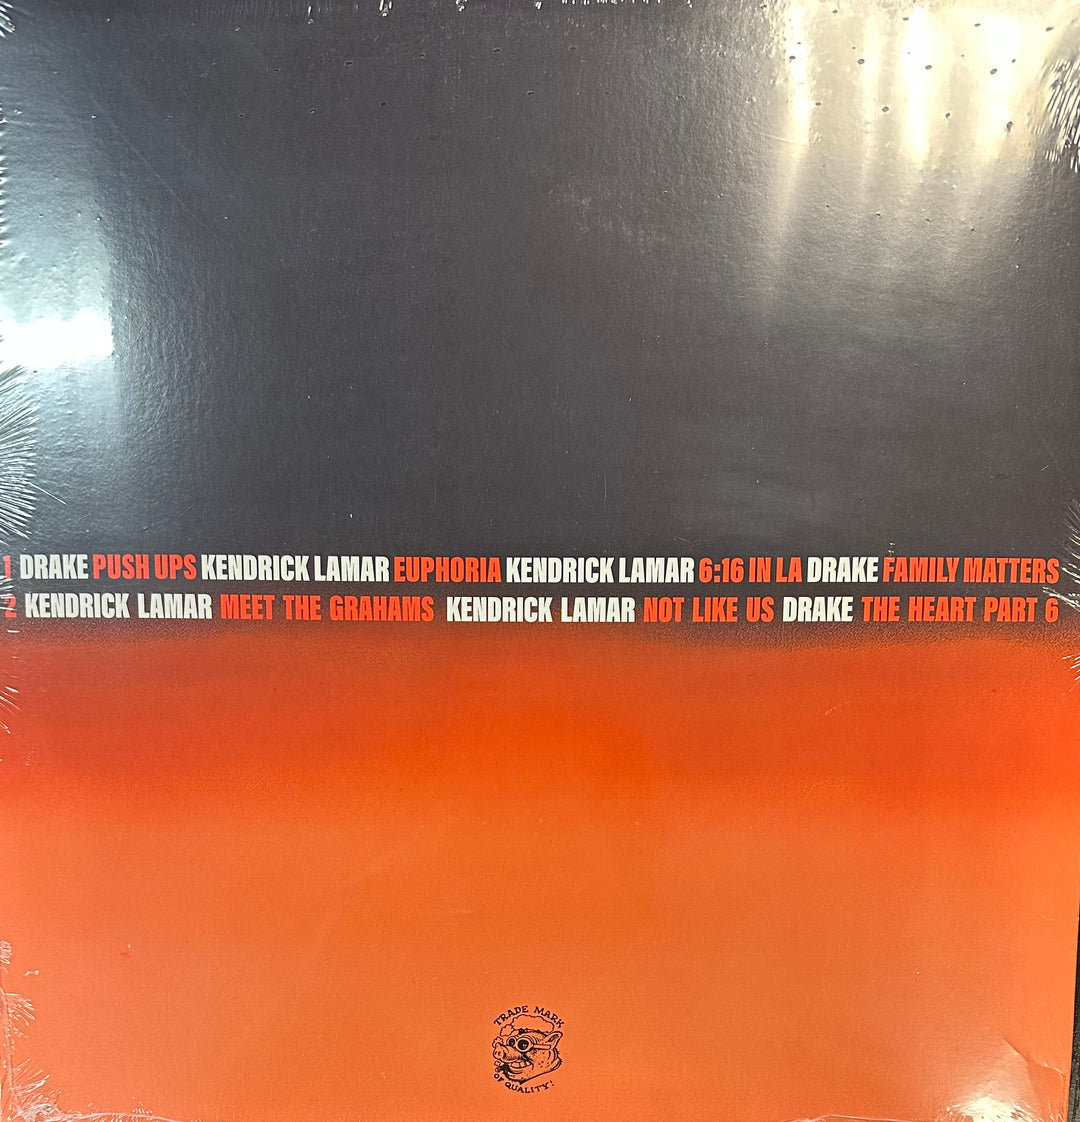 1 DRAKE PUSH UPS KENDRICK LAMAR EUPHORIA KENDRICK LAMAR 6:16 IN LA DRAKE FAMILY MATTERS
2 KENDRICK LAMAR MEET THE GRAHAMS KENDRICK LAMAR NOT LIKE US DRAKE THE HEART PART 6
TRADE MARK
OF QUALITY!